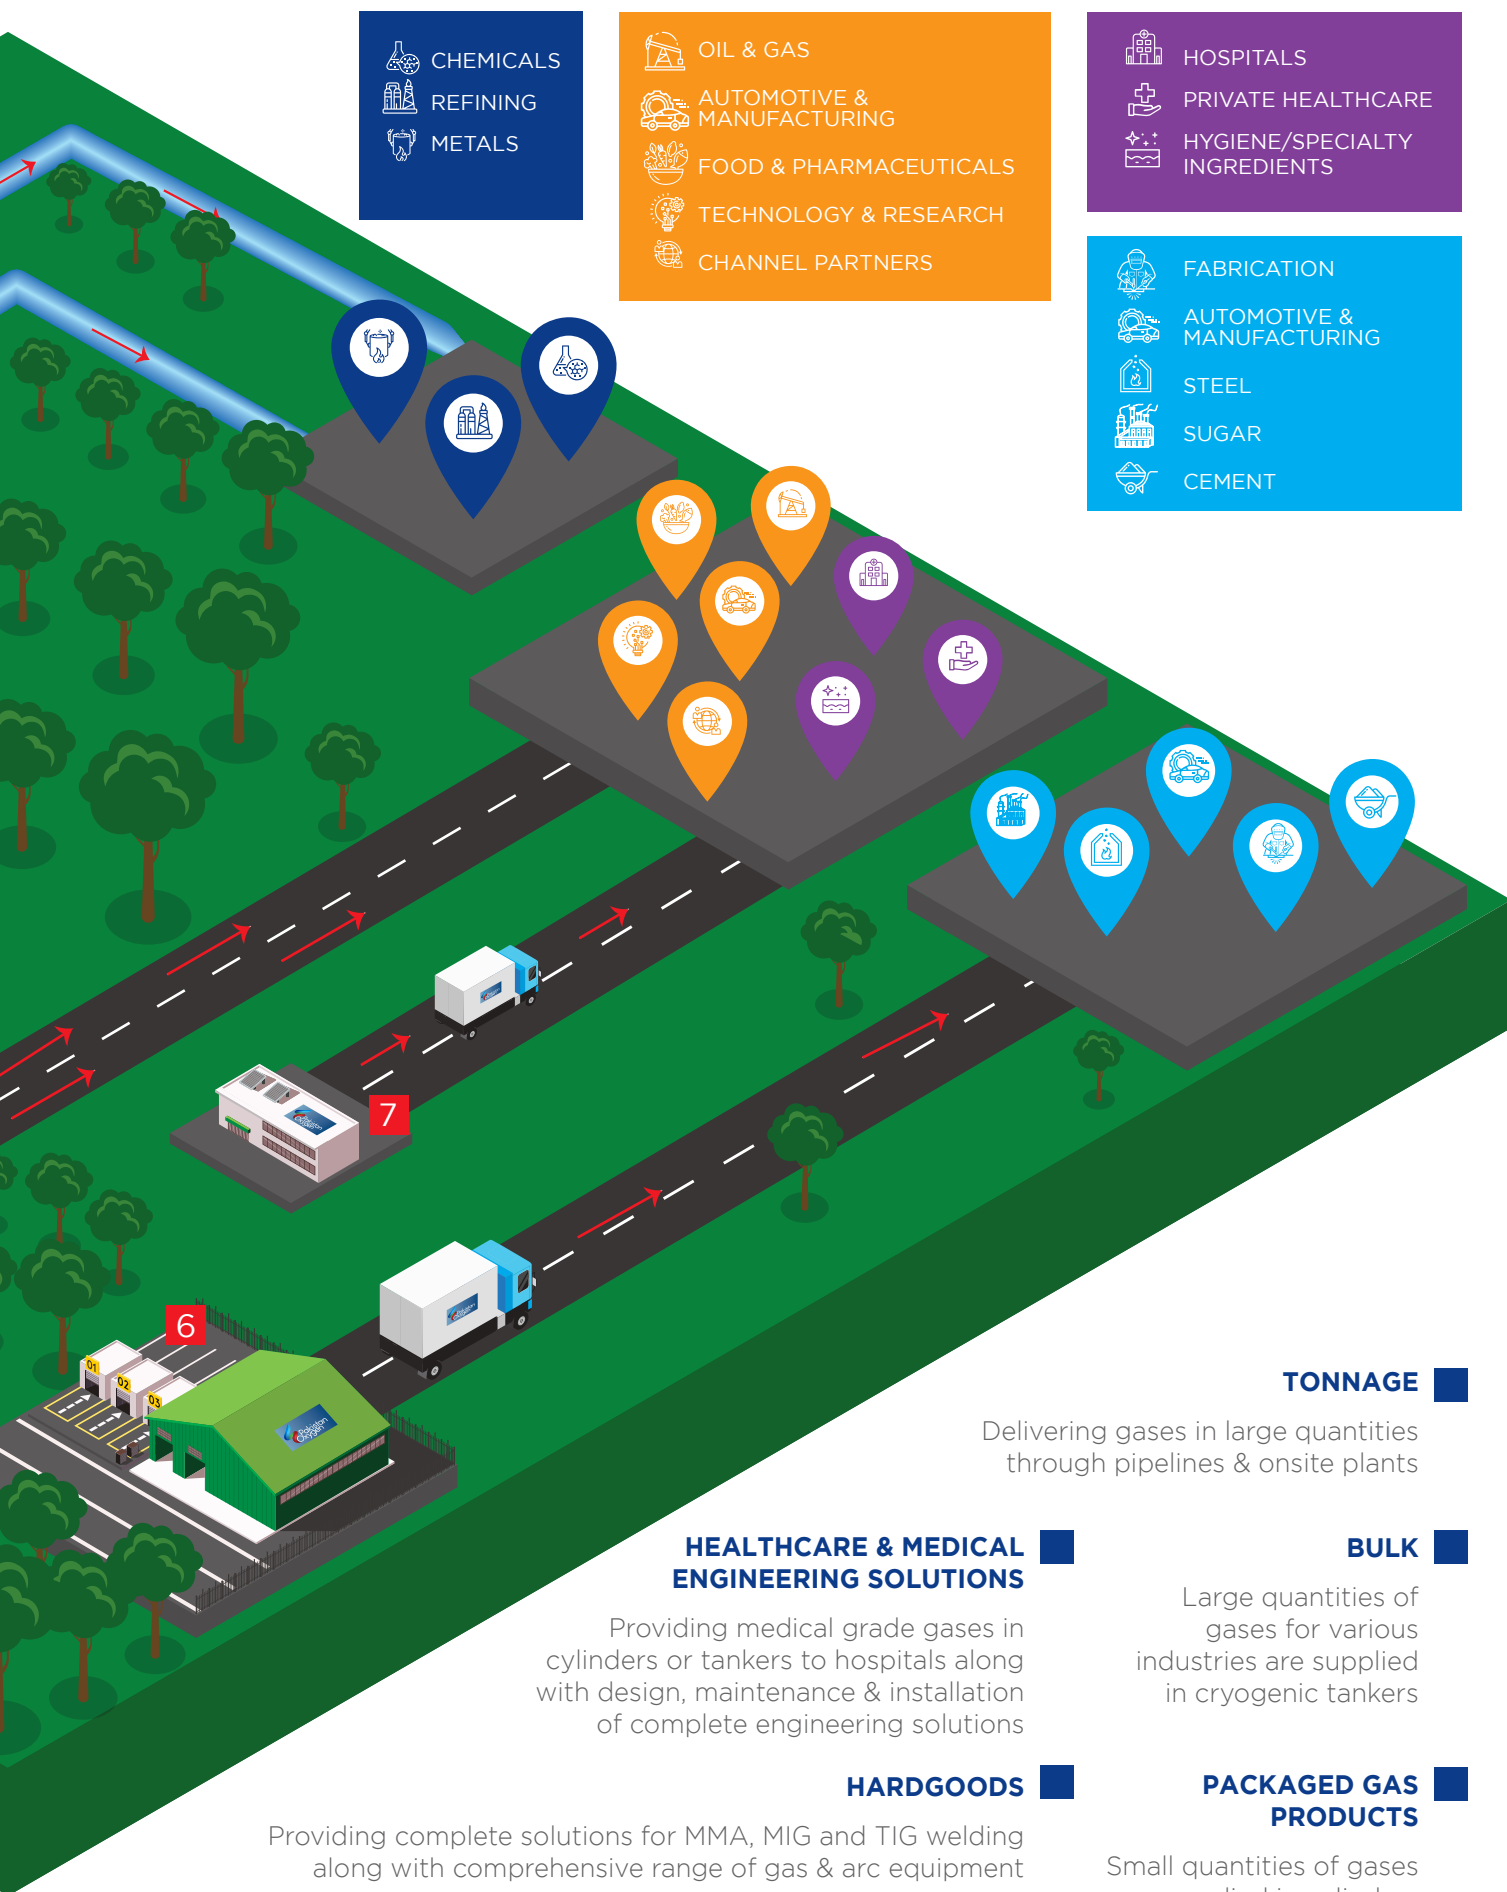 CHEMICALS
REFINING
METALS
OIL & GAS
AUTOMOTIVE &
MANUFACTURING
FOOD & PHARMACEUTICALS
TECHNOLOGY & RESEARCH
CHANNEL PARTNERS
HOSPITALS
PRIVATE HEALTHCARE
HYGIENE/SPECIALTY
INGREDIENTS
FABRICATION
AUTOMOTIVE &
MANUFACTURING
STEEL
SUGAR
CEMENT
Pakistan
Oxygen
7
6
01
02
03
Pakistan
Oxygen
TONNAGE
Delivering gases in large quantities
through pipelines & onsite plants
HEALTHCARE & MEDICAL
ENGINEERING SOLUTIONS
Providing medical grade gases in
cylinders or tankers to hospitals along
with design, maintenance & installation
of complete engineering solutions
BULK
Large quantities of
gases for various
industries are supplied
in cryogenic tankers
HARDGOODS
Providing complete solutions for MMA, MIG and TIG welding
along with comprehensive range of gas & arc equipment
PACKAGED GAS
PRODUCTS
Small quantities of gases